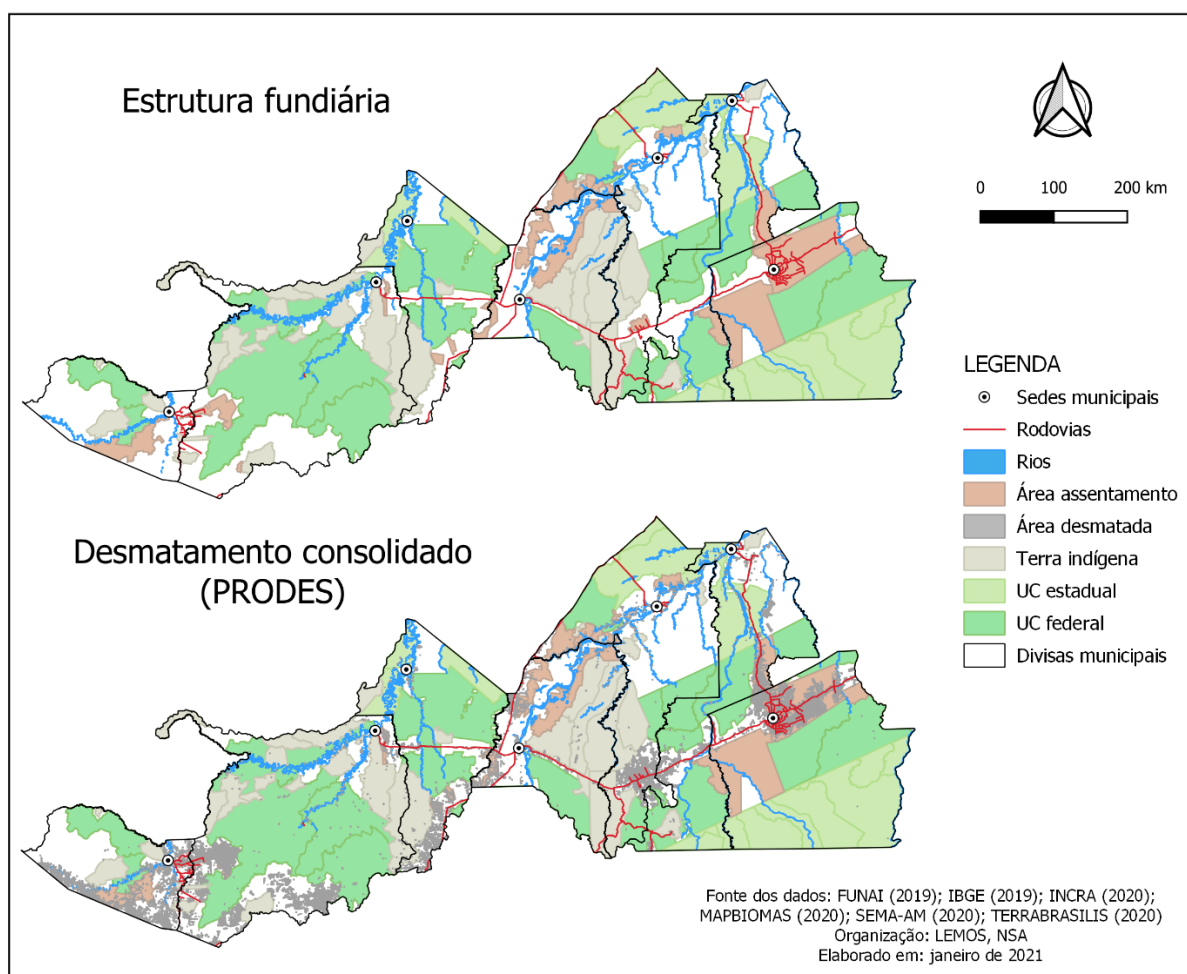 Estrutura fundiária
0 100 200 km
LEGENDA
Sedes municipais
Rodovias
Rios
Área assentamento
Área desmatada
Terra indígena
UC estadual
UC federal
Divisas municipais
Desmatamento consolidado
(PRODES)
Fonte dos dados: FUNAI (2019); IBGE (2019); INCRA (2020);
MAPBIOMAS (2020); SEMA-AM (2020); TERRABRASILIS (2020)
Organização: LEMOS, NSA
Elaborado em: janeiro de 2021